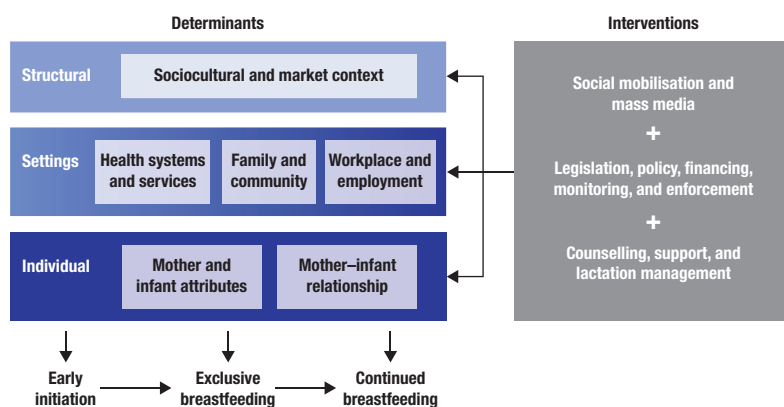 Determinants
Interventions
Structural
Sociocultural and market context
Settings
Health systems
and services
Family and
community
Workplace and
employment
Individual
Mother and
infant attributes
Mother–infant
relationship
Social mobilisation and
mass media
+
Legislation, policy, financing,
monitoring, and enforcement
+
Counselling, support, and
lactation management
Early
initiation
Exclusive
breastfeeding
Continued
breastfeeding